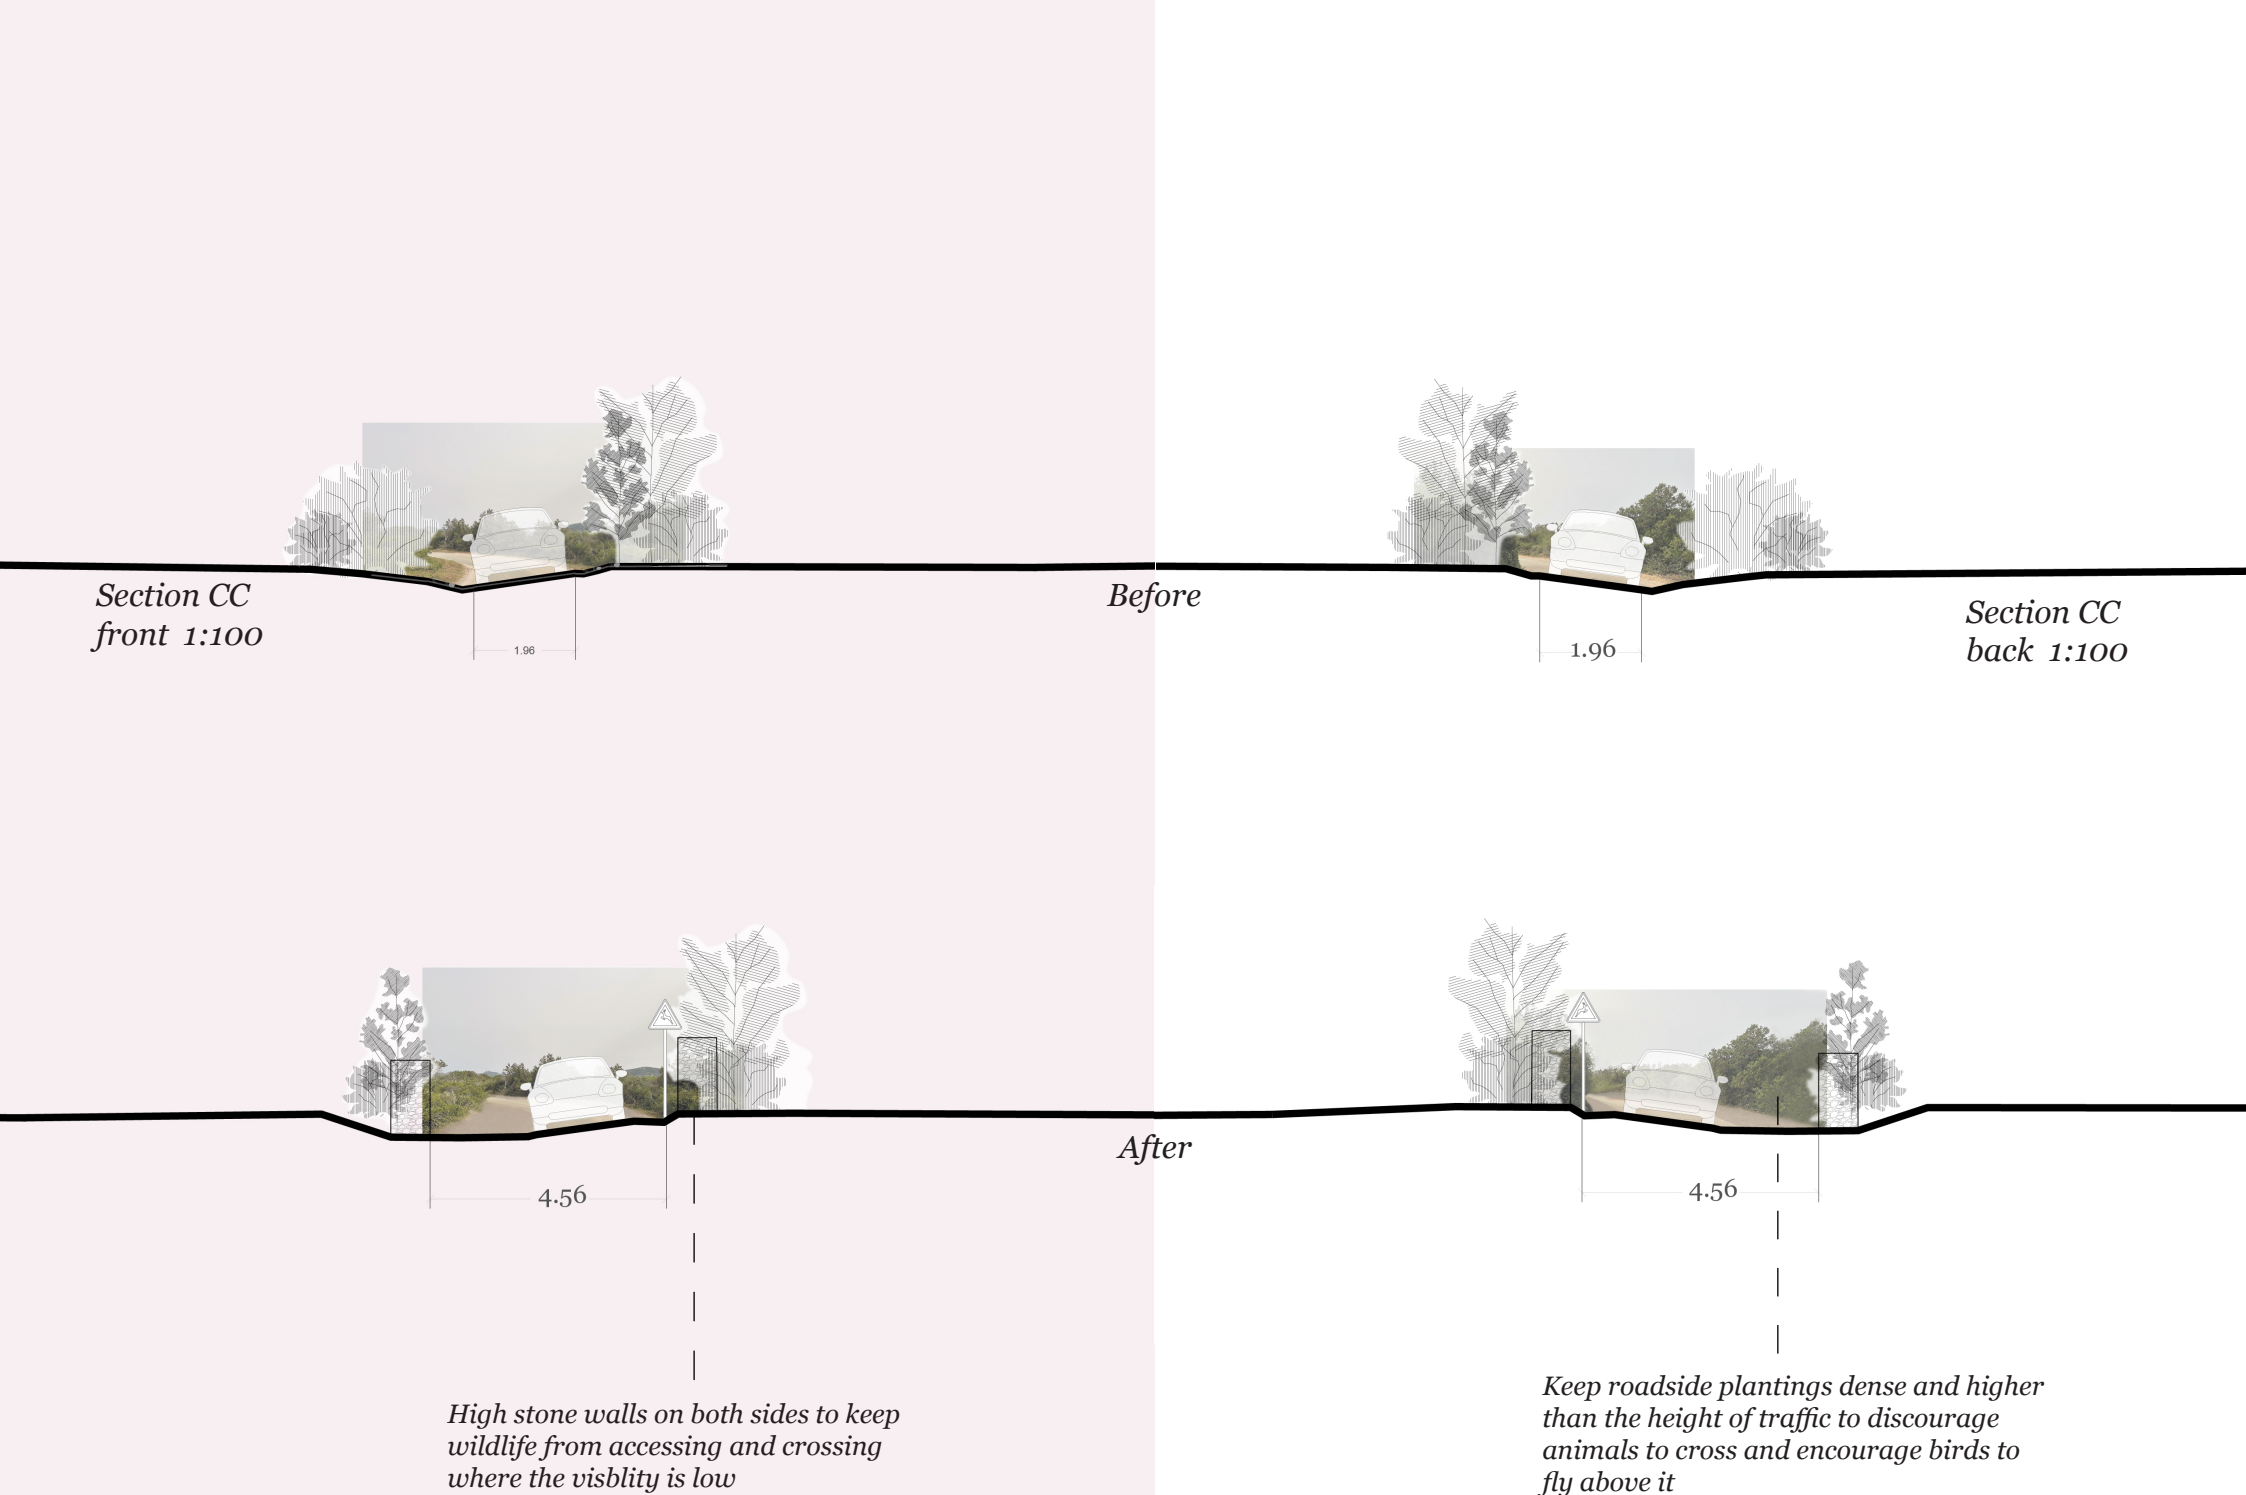 Section CC
front 1:100
1.96
Before
1.96
Section CC
back 1:100
After
4.56
4.56
High stone walls on both sides to keep
wildlife from accessing and crossing
where the visblity is low
Keep roadside plantings dense and higher
than the height of traffic to discourage
animals to cross and encourage birds to
fly above it